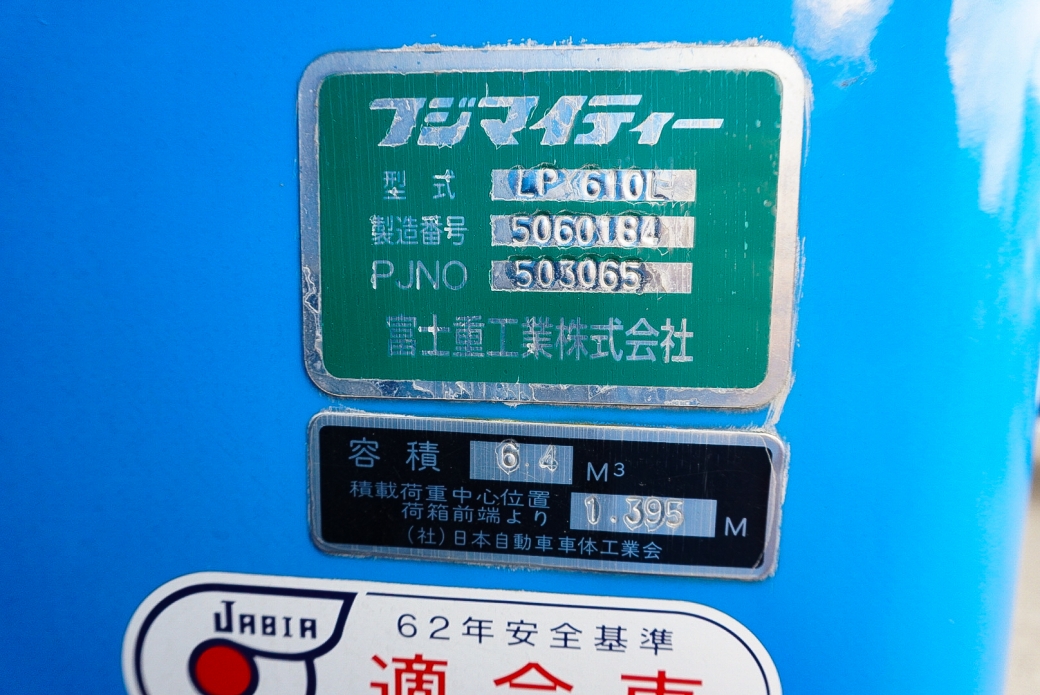 フジマイティー
型式 LP 610L
製造番号 5060184
PJNO 503065
富士重工業株式会社
容積 6.4 M³
積載荷重中心位置
荷箱前端より 1.395 M
(社)日本自動車車体工業会
JABIA
62年安全基準
適合車